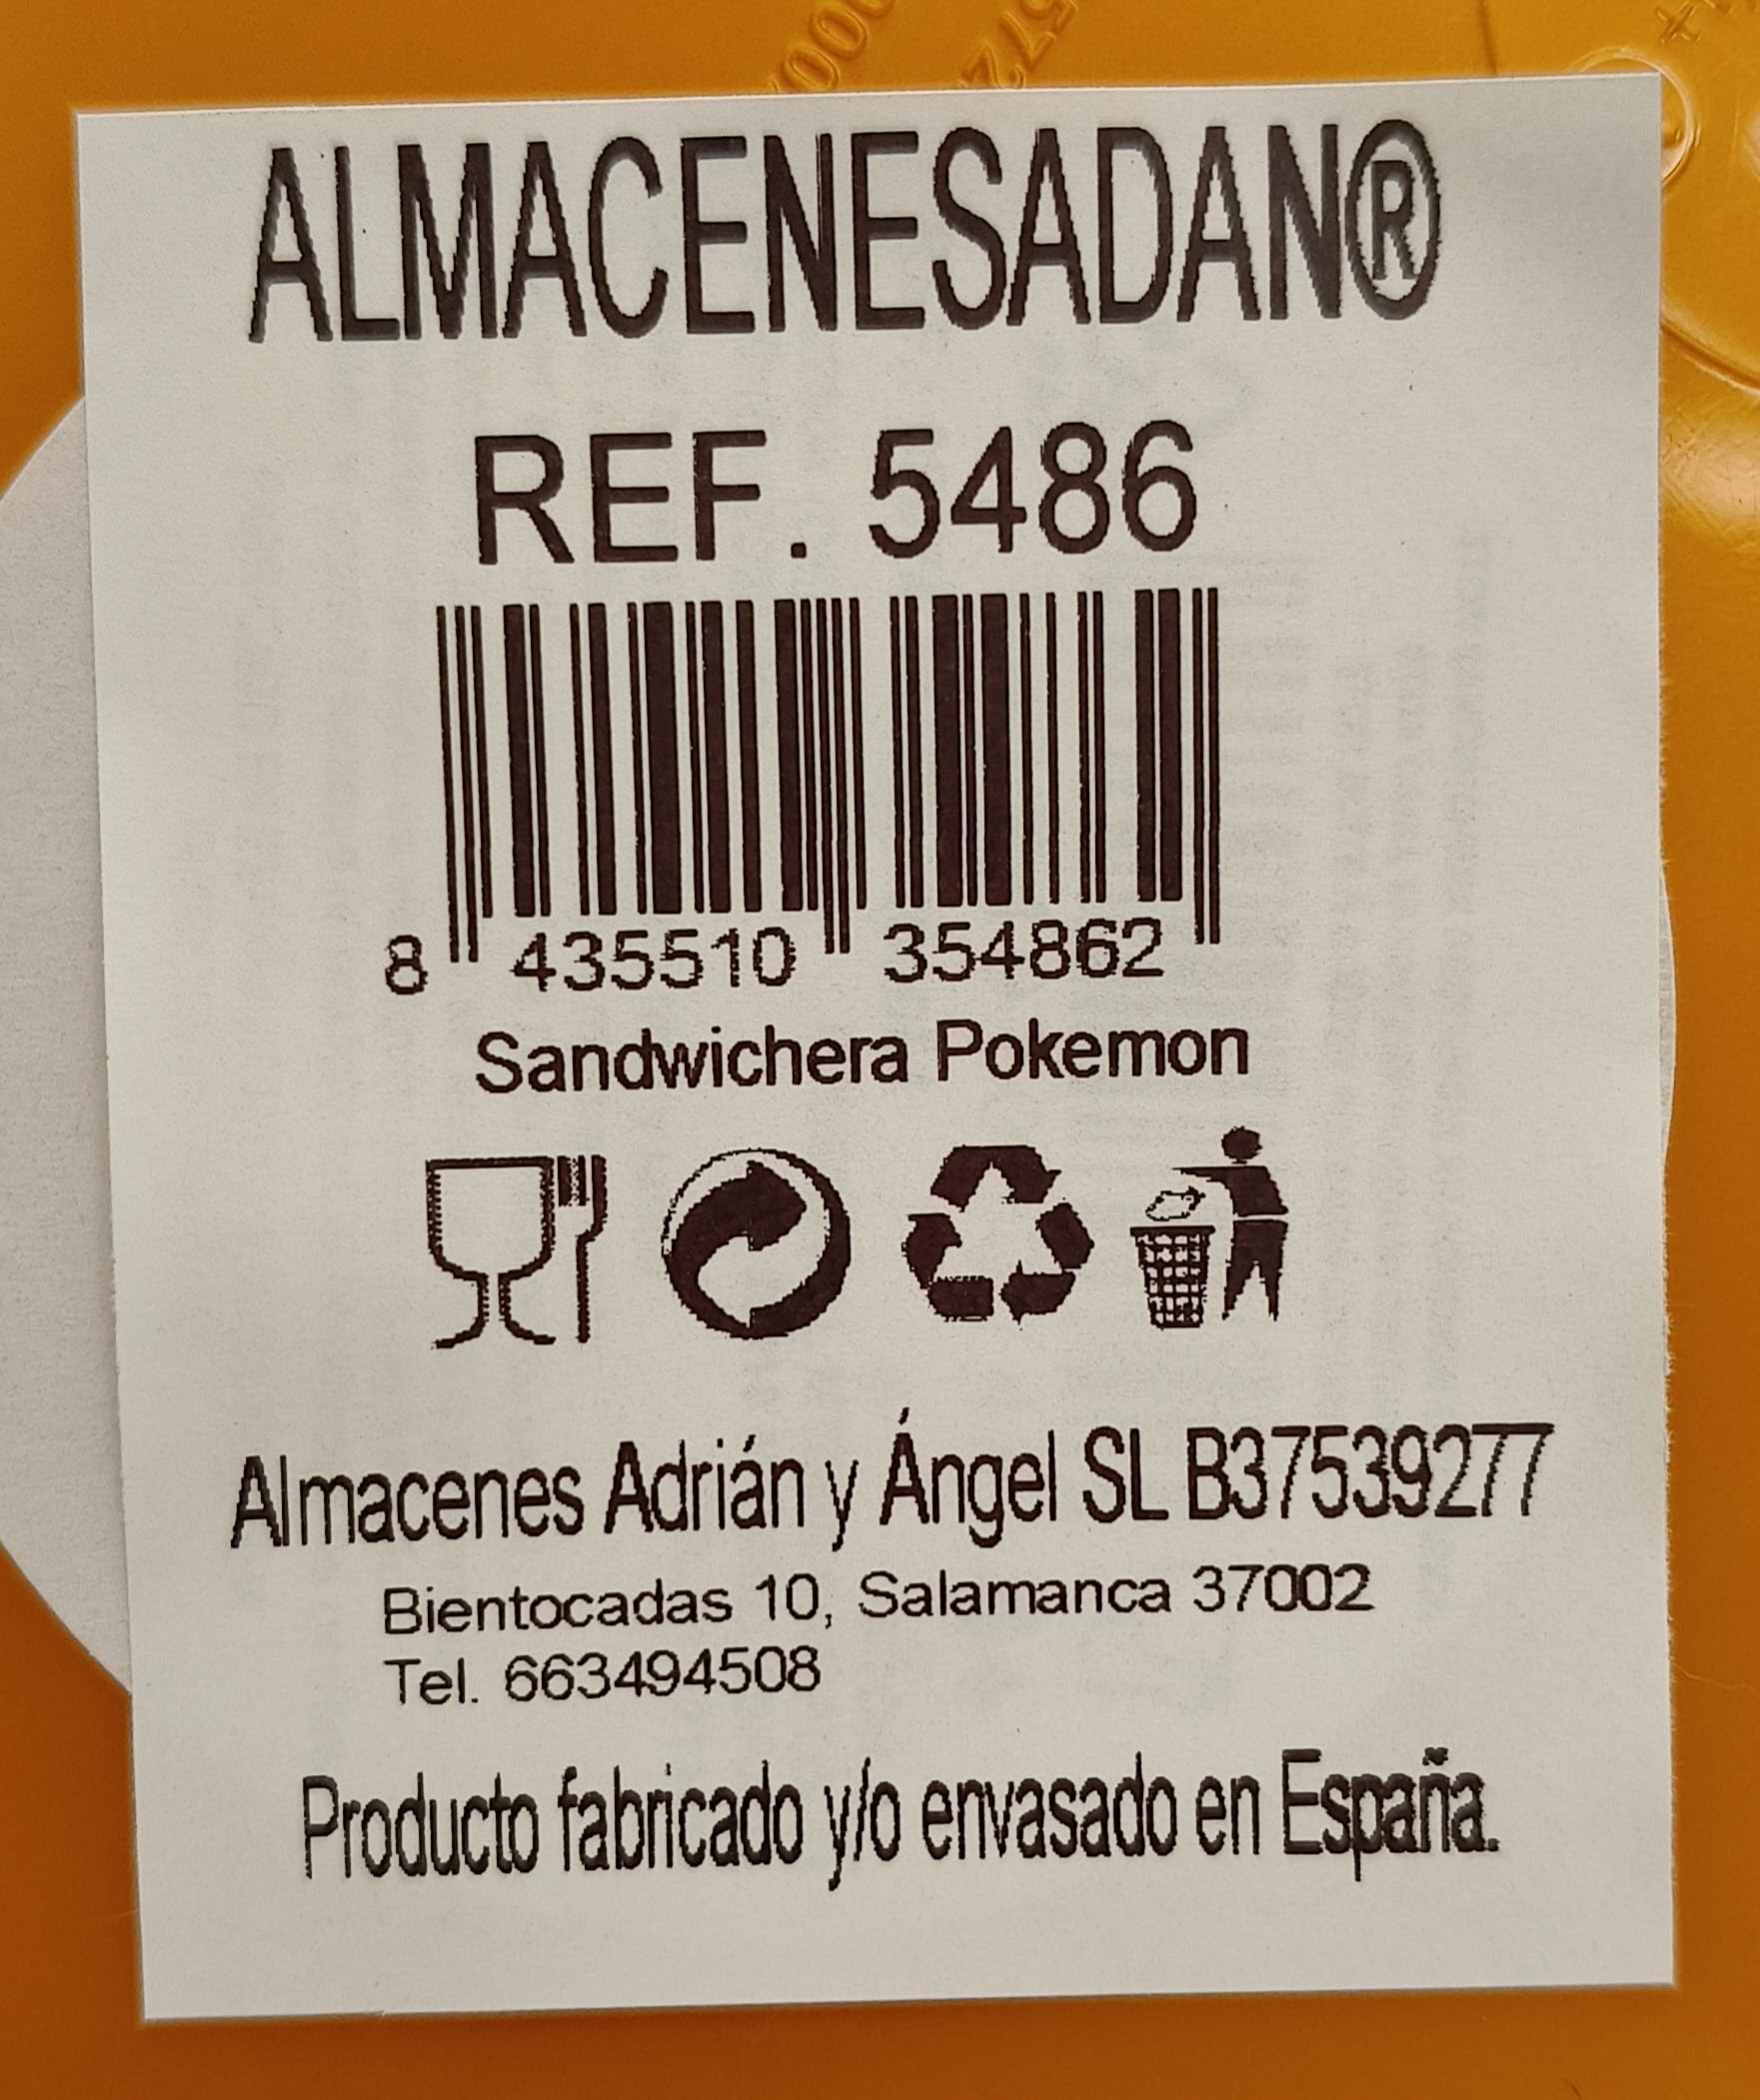 ALMACENESADAN®
REF. 5486
8 435510 354862
Sandwichera Pokemon
Almacenes Adrián y Ángel SL B37539277
Bientocadas 10, Salamanca 37002
Tel. 663494508
Producto fabricado y/o envasado en España.